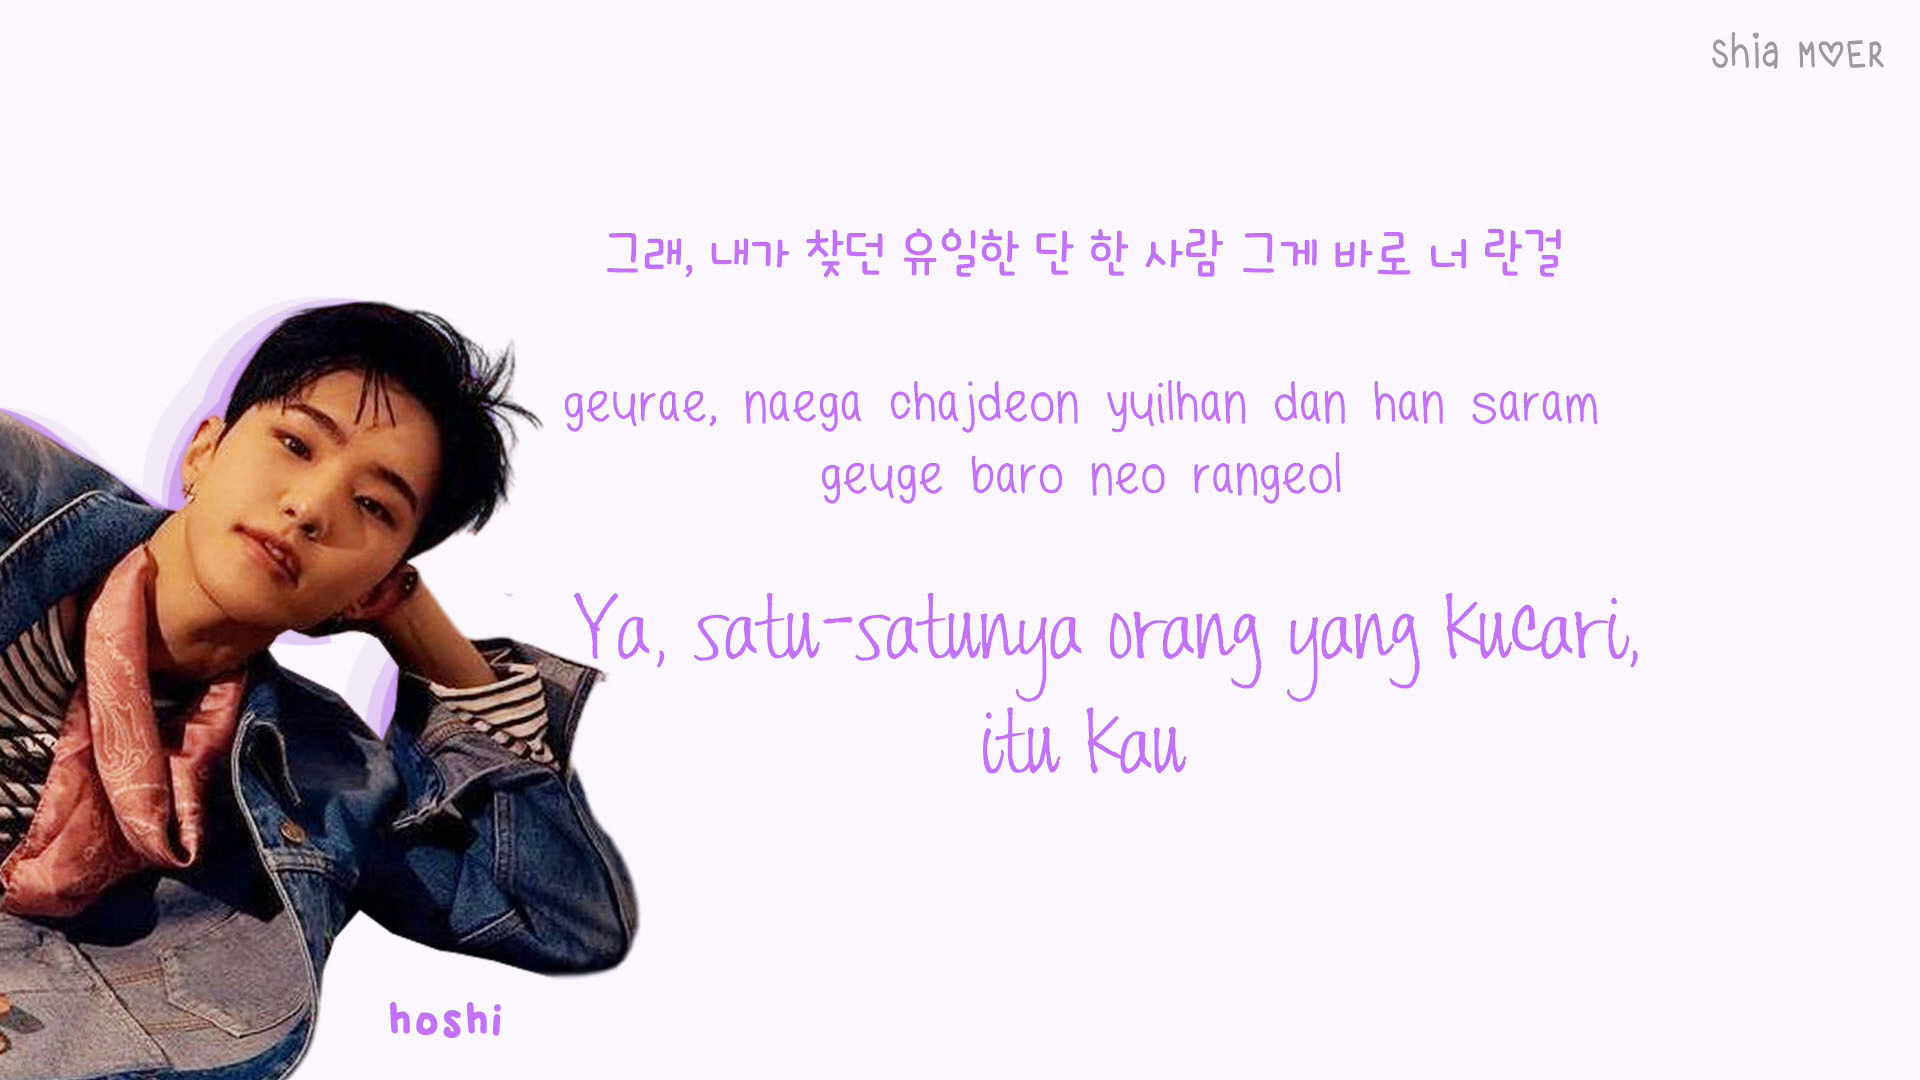 Shia M♡ER
그래, 내가 찾던 유일한 단 한 사람 그게 바로 너 란걸
geurae, naega chajdeon yuilhan dan han saram
geuge baro neo rangeol
Ya, satu-satunya orang yang kucari,
itu kau
hoshi